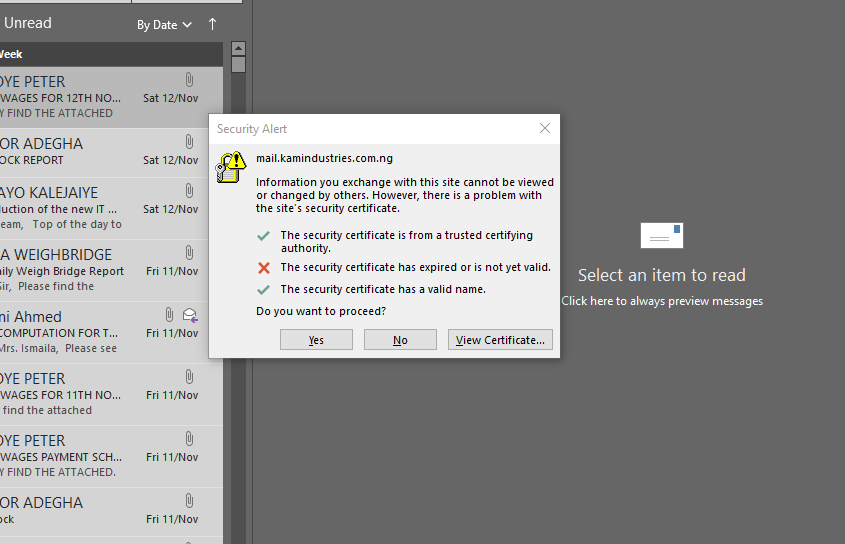 Unread
By Date
Week
OYE PETER
WAGES FOR 12TH NO... Sat 12/Nov
Y FIND THE ATTACHED
OR ADEGHA
OCK REPORT Sat 12/Nov
AYO KALEJAIYE
duction of the new IT ... Sat 12/Nov
eam, Top of the day to
A WEIGHBRIDGE
aily Weigh Bridge Report Fri 11/Nov
Sir, Please find the
ni Ahmed
COMPUTATION FOR T... Fri 11/Nov
Mrs. Ismaila, Please see
OYE PETER
WAGES FOR 11TH NO... Fri 11/Nov
find the attached
OYE PETER
WAGES PAYMENT SCH... Fri 11/Nov
Y FIND THE ATTACHED.
OR ADEGHA
ock Fri 11/Nov
Security Alert
mail.kamindustries.com.ng
Information you exchange with this site cannot be viewed
or changed by others. However, there is a problem with
the site's security certificate.
The security certificate is from a trusted certifying
authority.
The security certificate has expired or is not yet valid.
The security certificate has a valid name.
Do you want to proceed?
Yes No View Certificate...
Select an item to read
Click here to always preview messages